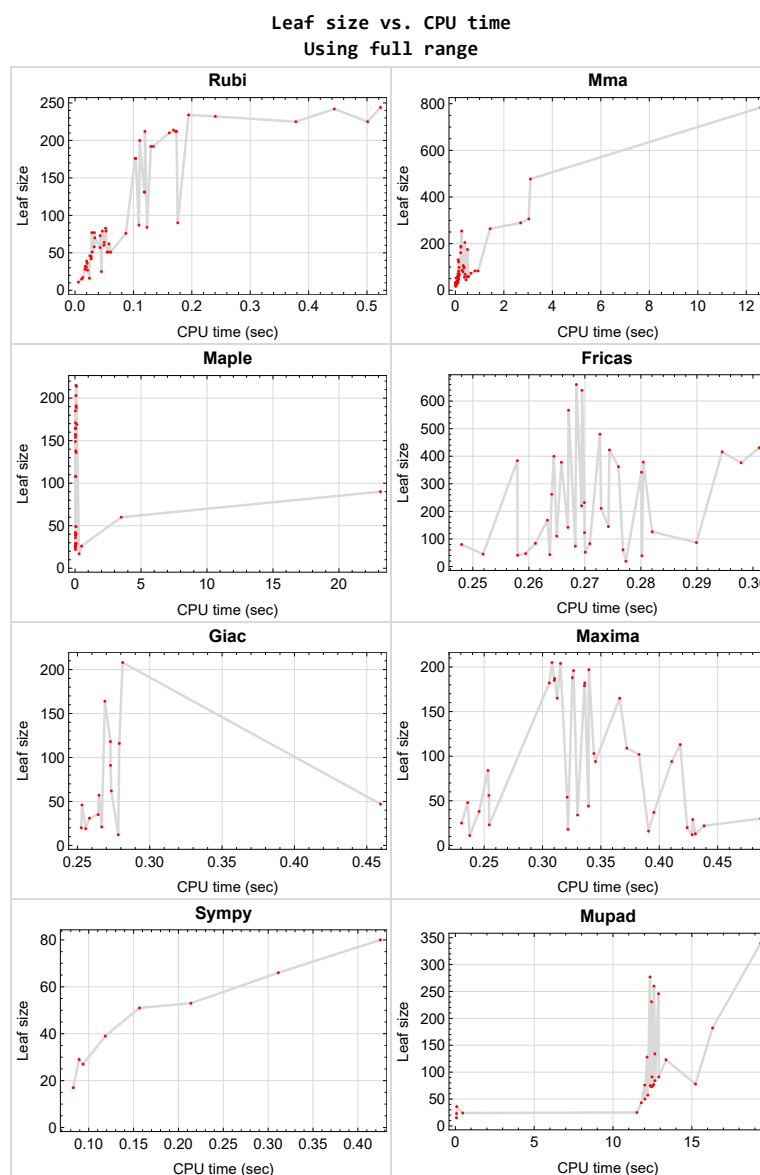 Leaf size vs. CPU time
Using full range
Rubi
Leaf size
250
200
150
100
50
0
0.0 0.1 0.2 0.3 0.4 0.5
CPU time (sec)
Mma
Leaf size
800
600
400
200
0
0 2 4 6 8 10 12
CPU time (sec)
Maple
Leaf size
200
150
100
50
0
0 5 10 15 20
CPU time (sec)
Fricas
Leaf size
600
500
400
300
200
100
0
0.25 0.26 0.27 0.28 0.29 0.30
CPU time (sec)
Giac
Leaf size
200
150
100
50
0
0.25 0.30 0.35 0.40 0.45
CPU time (sec)
Maxima
Leaf size
200
150
100
50
0
0.25 0.30 0.35 0.40 0.45
CPU time (sec)
Sympy
Leaf size
80
60
40
20
0
0.10 0.15 0.20 0.25 0.30 0.35 0.40
CPU time (sec)
Mupad
Leaf size
350
300
250
200
150
100
50
0
0 5 10 15
CPU time (sec)